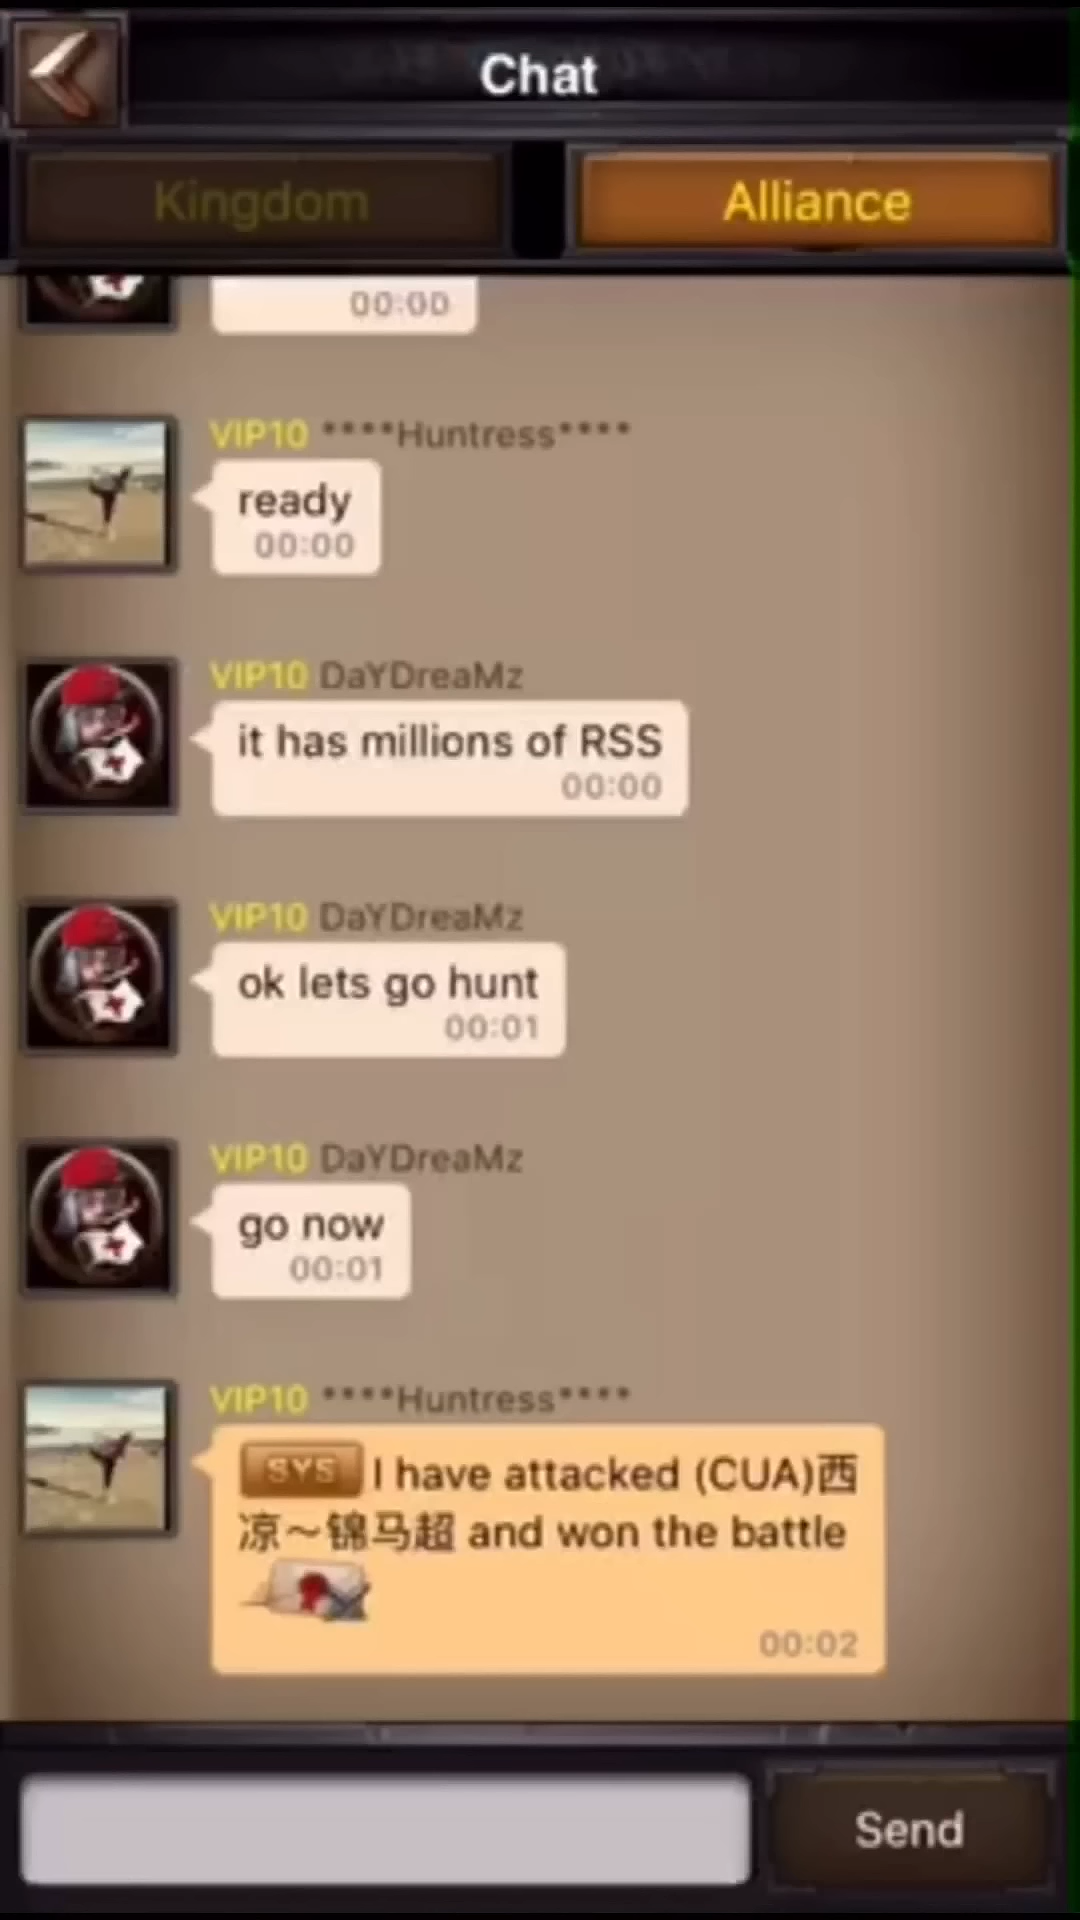 Chat
Kingdom
Alliance
00:00
VIP10 ****Huntress****
ready
00:00
VIP10 DaYDreaMz
it has millions of RSS
00:00
VIP10 DaYDreaMz
ok lets go hunt
00:01
VIP10 DaYDreaMz
go now
00:01
VIP10 ****Huntress****
SYS I have attacked (CUA)西
凉~锦马超 and won the battle
00:02
Send